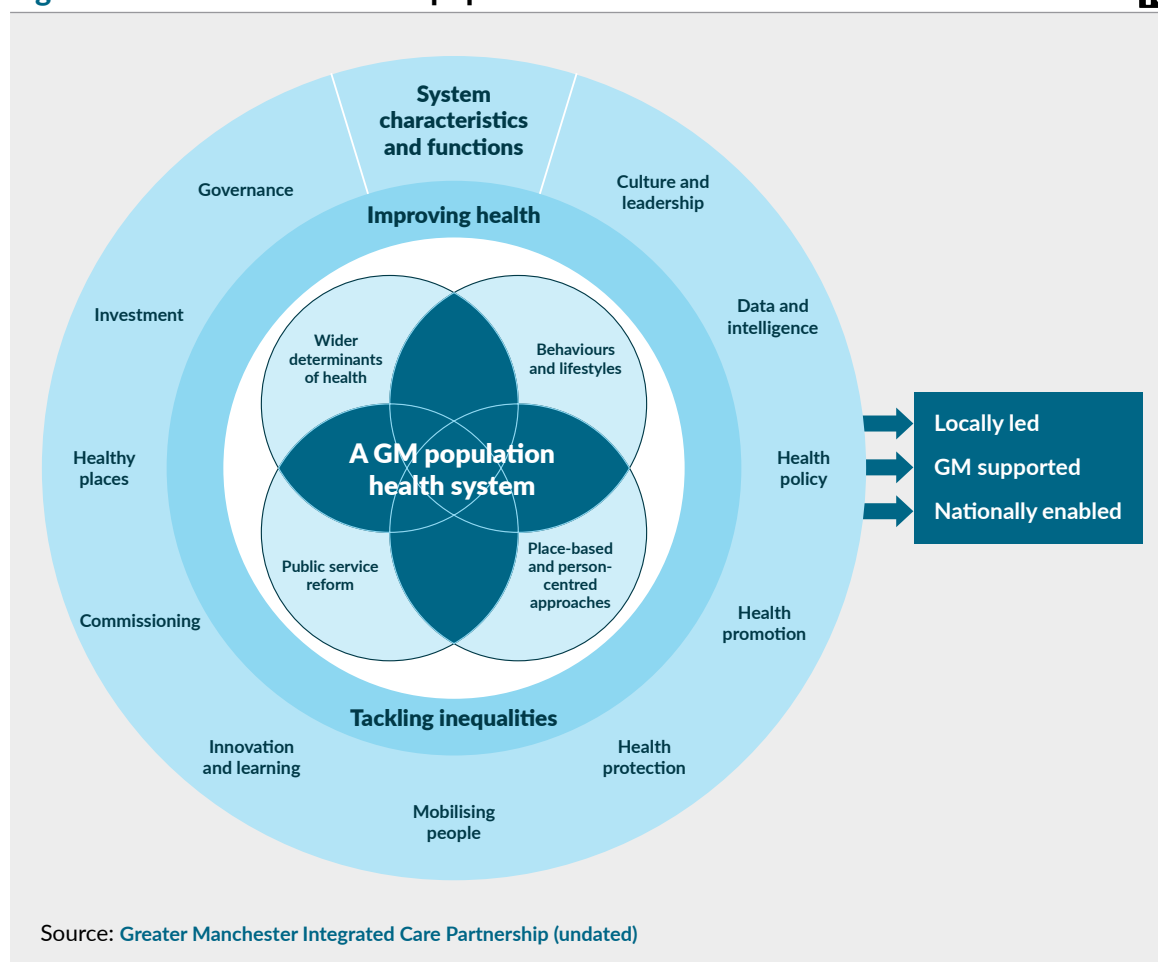 System
characteristics
and functions
Governance
Culture and
leadership
Improving health
Investment
Data and
intelligence
Wider
determinants
of health
Behaviours
and lifestyles
Locally led
GM supported
Nationally enabled
A GM population
health system
Healthy
places
Health
policy
Public service
reform
Place-based
and person-
centred
approaches
Commissioning
Health
promotion
Tackling inequalities
Innovation
and learning
Health
protection
Mobilising
people
Source: Greater Manchester Integrated Care Partnership (undated)